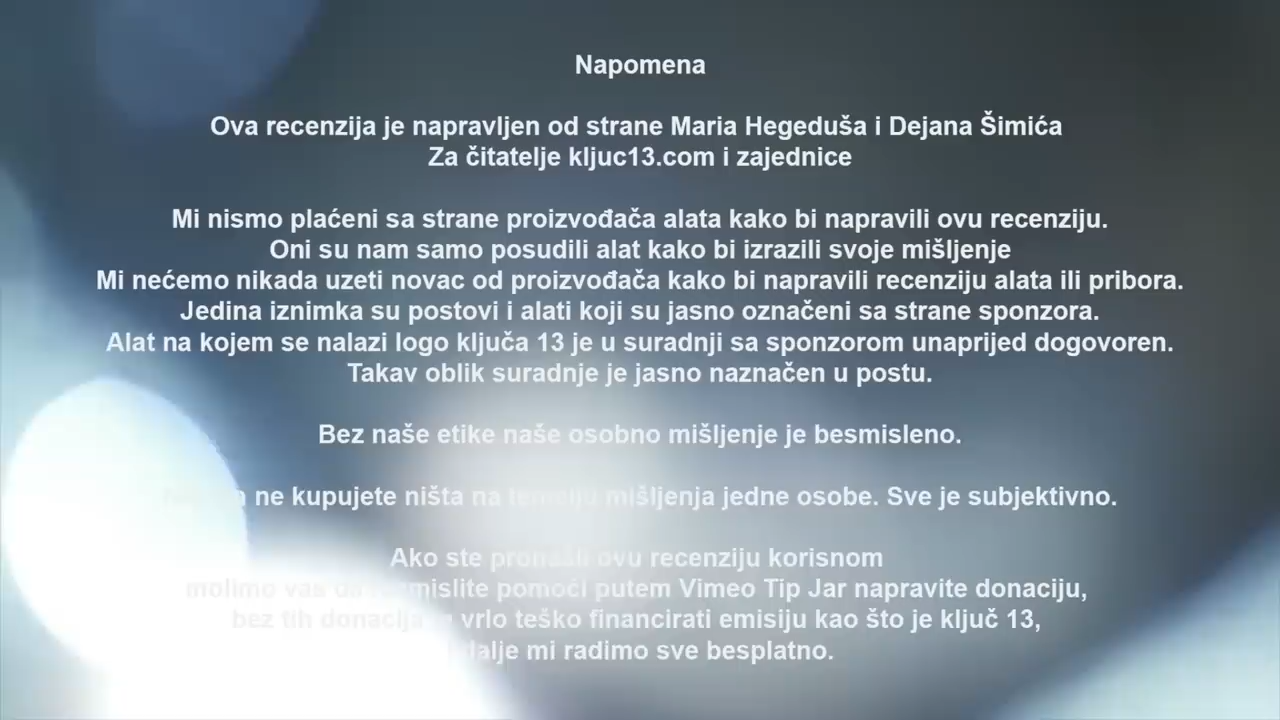 Napomena
Ova recenzija je napravljen od strane Maria Hegeduša i Dejana Šimića
Za čitatelje kljuc13.com i zajednice
Mi nismo plaćeni sa strane proizvođača alata kako bi napravili ovu recenziju.
Oni su nam samo posudili alat kako bi izrazili svoje mišljenje
Mi nećemo nikada uzeti novac od proizvođača kako bi napravili recenziju alata ili pribora.
Jedina iznimka su postovi i alati koji su jasno označeni sa strane sponzora.
Alat na kojem se nalazi logo ključa 13 je u suradnji sa sponzorom unaprijed dogovoren.
Takav oblik suradnje je jasno naznačen u postu.
Bez naše etike naše osobno mišljenje je besmisleno.
ne kupujete ništa na temelju mišljenja jedne osobe. Sve je subjektivno.
Ako ste pronašli ovu recenziju korisnom
molimo vas pomoći putem Vimeo Tip Jar napravite donaciju,
bez tih donacija vrlo teško financirati emisiju kao što je ključ 13,
mi radimo sve besplatno.